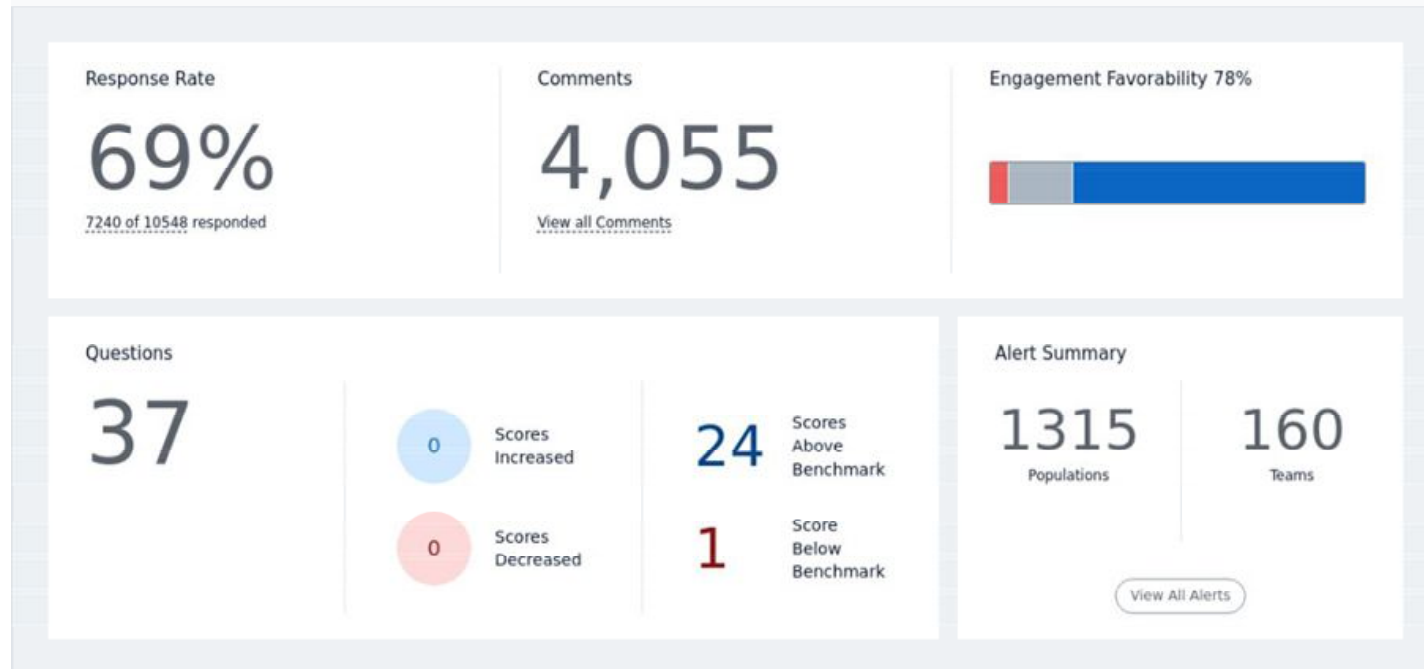 Response Rate
69%
7240 of 10548 responded
Comments
4,055
View all Comments
Engagement Favorability 78%
Questions
37
0
Scores
Increased
0
Scores
Decreased
24
Scores
Above
Benchmark
1
Score
Below
Benchmark
Alert Summary
1315
Populations
160
Teams
View All Alerts